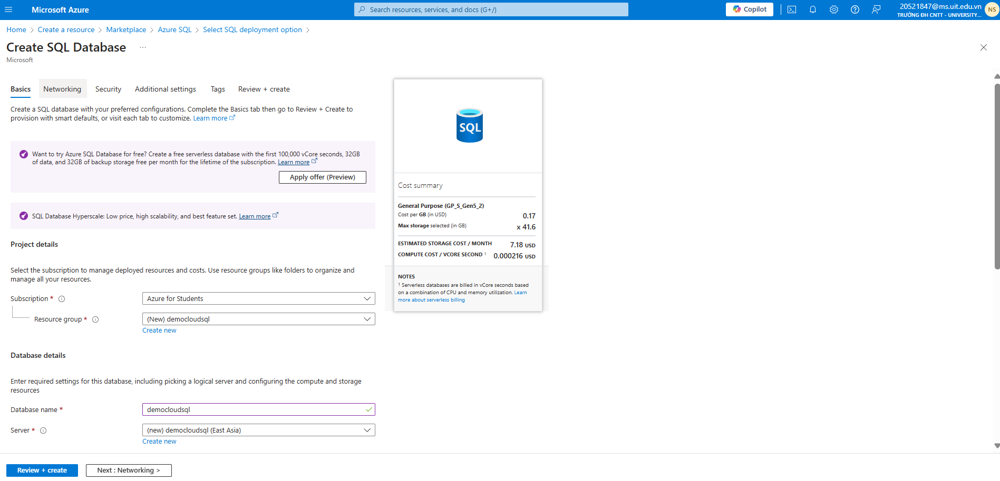 Microsoft Azure
Search resources, services, and docs (G+/)
Copilot
20521847@ms.uit.edu.vn
TRƯỜNG ĐH CNTT - UNIVERSITY...
NS
Home > Create a resource > Marketplace > Azure SQL > Select SQL deployment option >
Create SQL Database ...
Microsoft
Basics Networking Security Additional settings Tags Review + create
Create a SQL database with your preferred configurations. Complete the Basics tab then go to Review + Create to
provision with smart defaults, or visit each tab to customize. Learn more
Want to try Azure SQL Database for free? Create a free serverless database with the first 100,000 vCore seconds, 32GB
of data, and 32GB of backup storage free per month for the lifetime of the subscription. Learn more
Apply offer (Preview)
SQL Database Hyperscale: Low price, high scalability, and best feature set. Learn more
Project details
Select the subscription to manage deployed resources and costs. Use resource groups like folders to organize and
manage all your resources.
Subscription * Azure for Students
Resource group * (New) democloudsql
Create new
Database details
Enter required settings for this database, including picking a logical server and configuring the compute and storage
resources
Database name * democloudsql
Server * (new) democloudsql (East Asia)
Create new
SQL
Cost summary
General Purpose (GP_S_Gen5_2)
Cost per GB (in USD) 0.17
Max storage selected (in GB) x 41.6
ESTIMATED STORAGE COST / MONTH 7.18 USD
COMPUTE COST / VCORE SECOND 1 0.000216 USD
NOTES
1 Serverless databases are billed in vCore seconds based
on a combination of CPU and memory utilization. Learn
more about serverless billing
Review + create
Next : Networking >